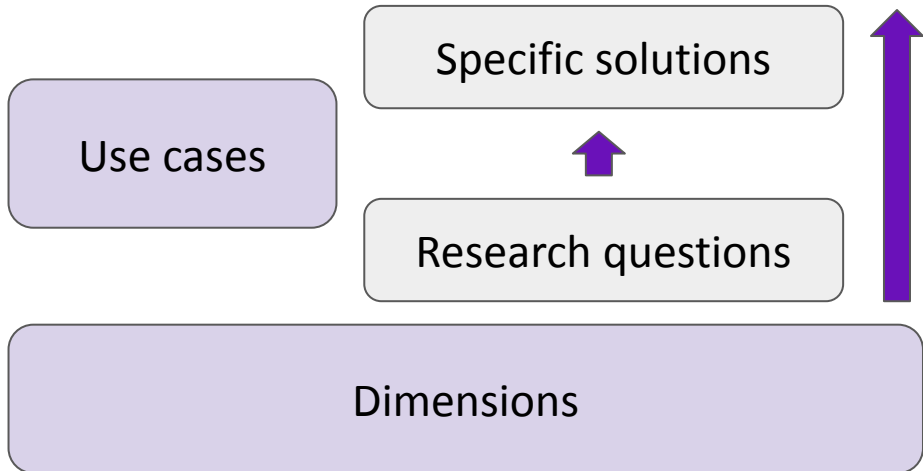 Specific solutions
Use cases
Research questions
Dimensions